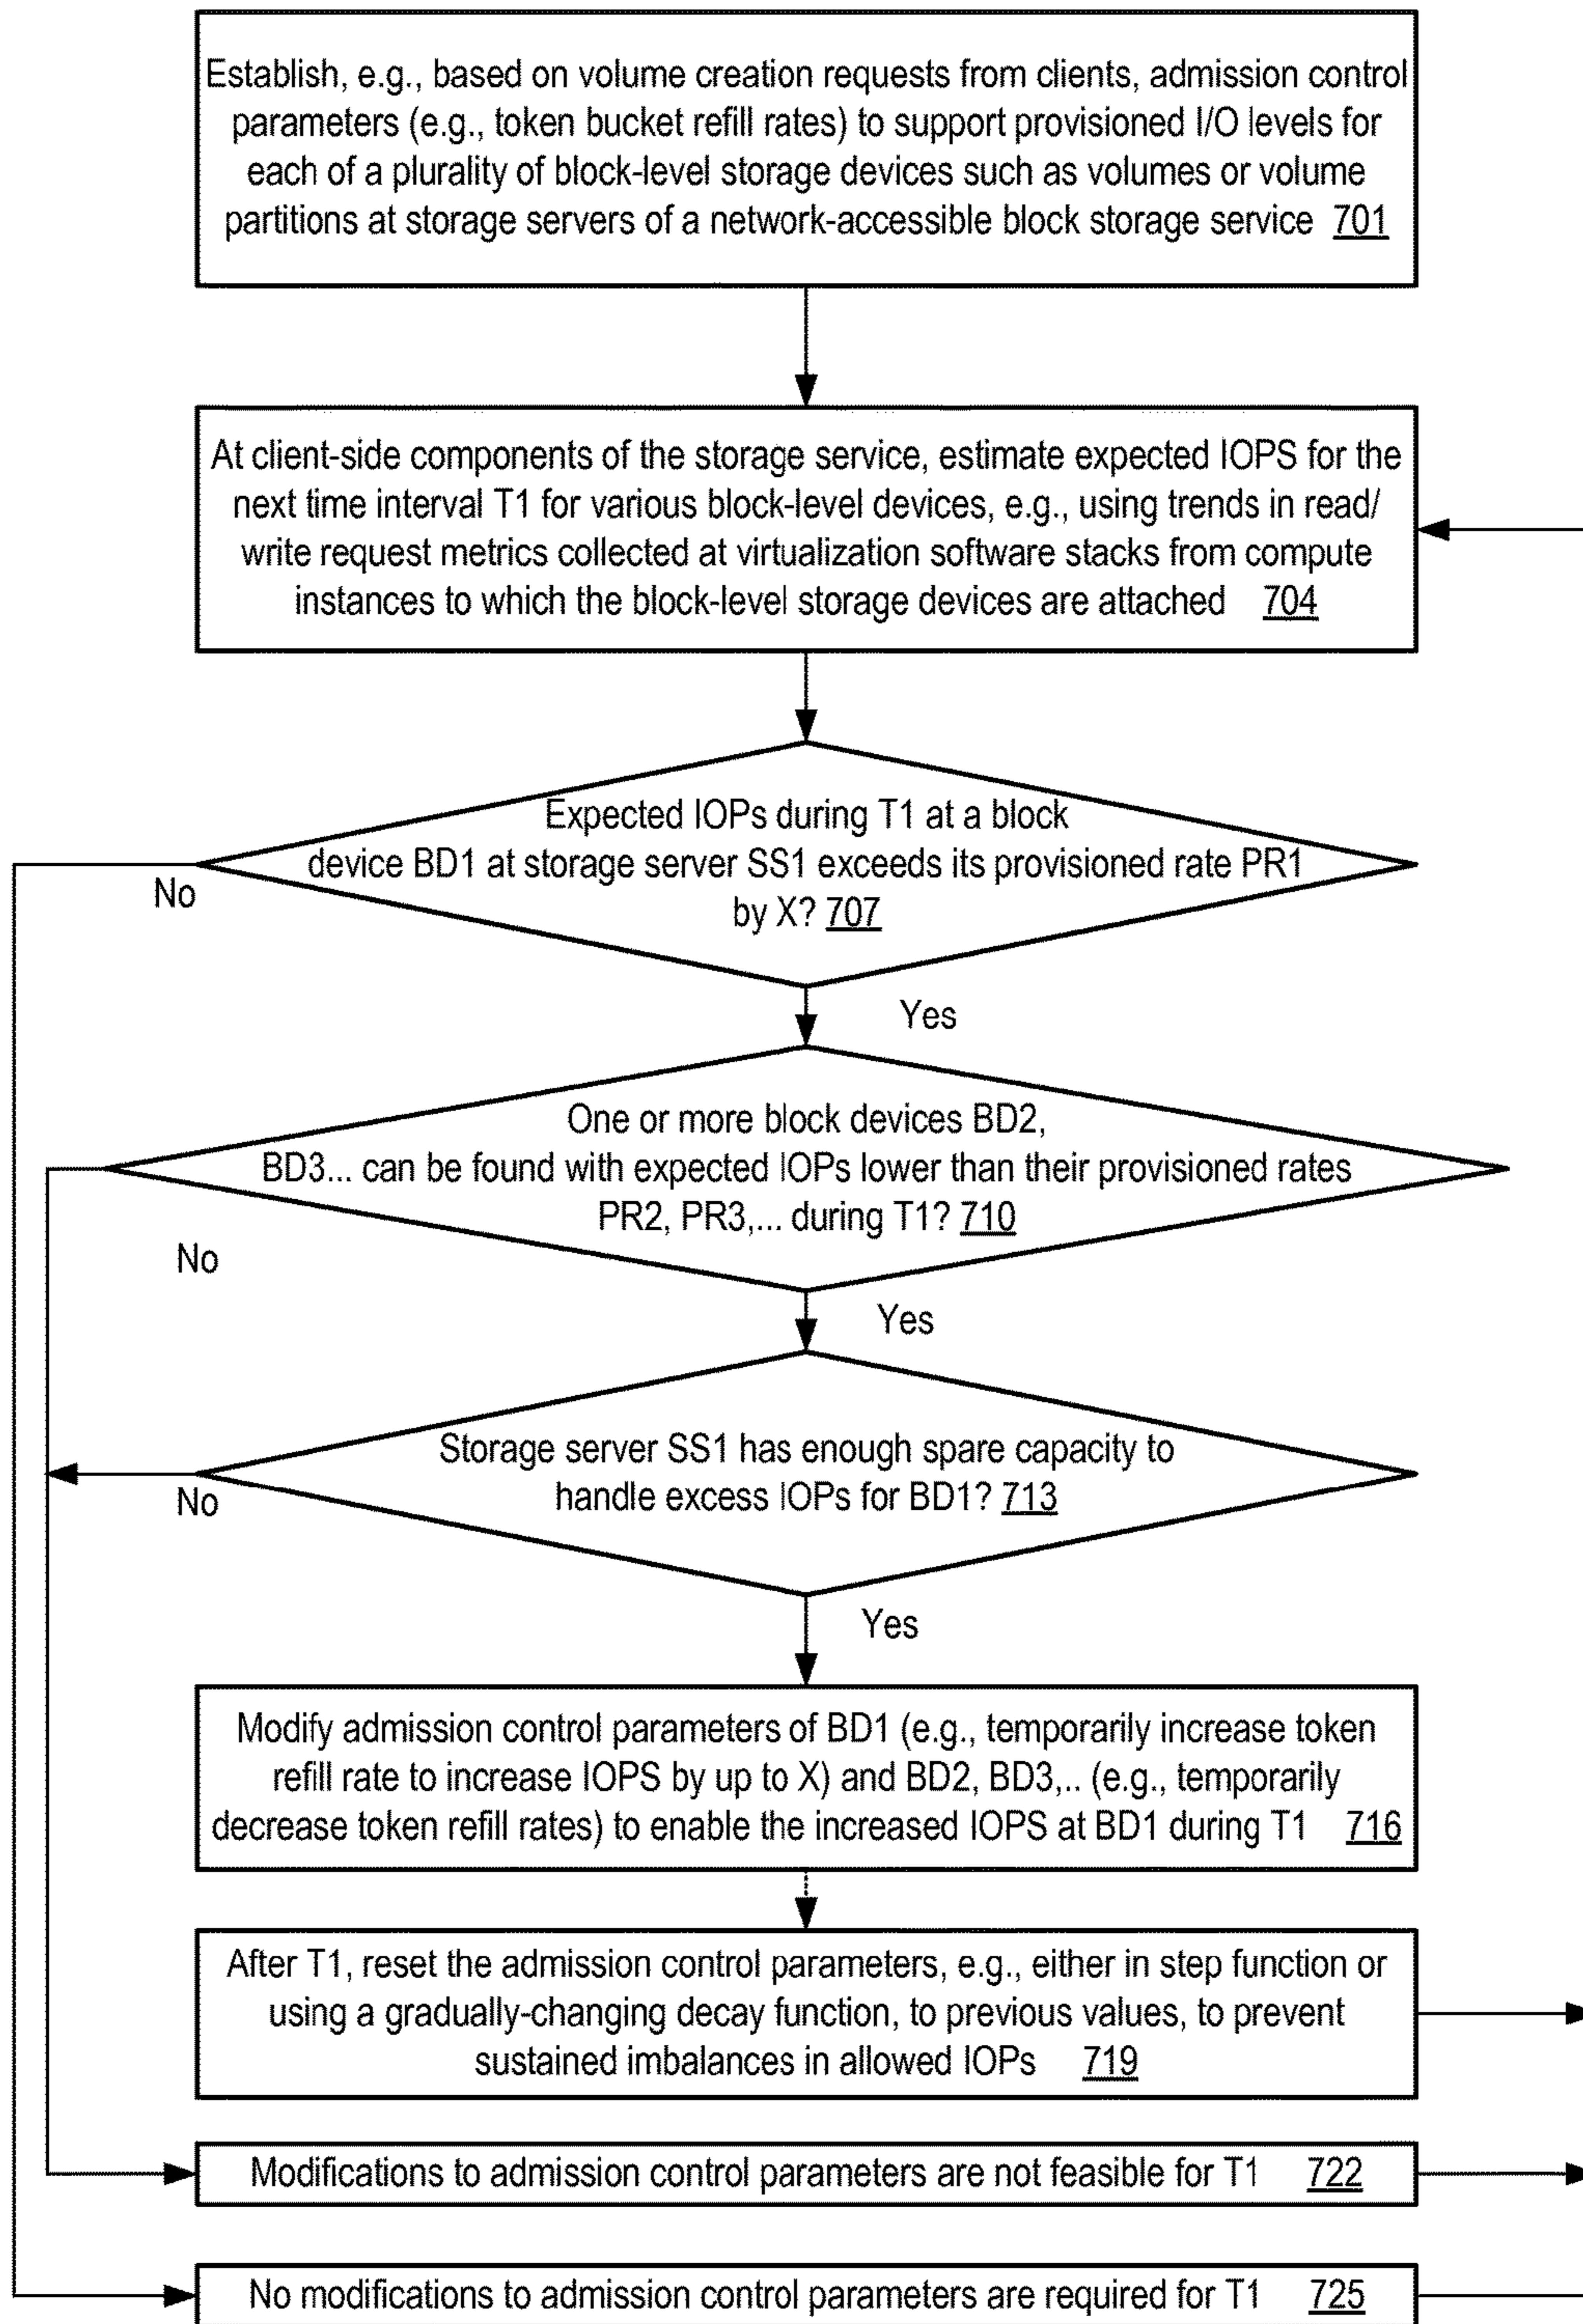 Establish, e.g., based on volume creation requests from clients, admission control
parameters (e.g., token bucket refill rates) to support provisioned I/O levels for
each of a plurality of block-level storage devices such as volumes or volume
partitions at storage servers of a network-accessible block storage service 701
At client-side components of the storage service, estimate expected IOPS for the
next time interval T1 for various block-level devices, e.g., using trends in read/
write request metrics collected at virtualization software stacks from compute
instances to which the block-level storage devices are attached 704
Expected IOPs during T1 at a block
device BD1 at storage server SS1 exceeds its provisioned rate PR1
by X? 707
No
Yes
One or more block devices BD2,
BD3... can be found with expected IOPs lower than their provisioned rates
PR2, PR3,... during T1? 710
No
Yes
Storage server SS1 has enough spare capacity to
handle excess IOPs for BD1? 713
No
Yes
Modify admission control parameters of BD1 (e.g., temporarily increase token
refill rate to increase IOPS by up to X) and BD2, BD3,.. (e.g., temporarily
decrease token refill rates) to enable the increased IOPS at BD1 during T1 716
After T1, reset the admission control parameters, e.g., either in step function or
using a gradually-changing decay function, to previous values, to prevent
sustained imbalances in allowed IOPs 719
Modifications to admission control parameters are not feasible for T1 722
No modifications to admission control parameters are required for T1 725